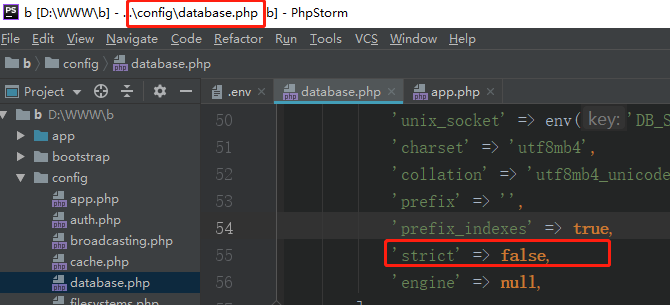 PS b [D:\WWW\b] - ...\config\database.php b] - PhpStorm
File Edit View Navigate Code Refactor Run Tools VCS Window Help
b config database.php
Project .env database.php app.php
b D:\WWW\b
app
bootstrap
config
app.php
auth.php
broadcasting.php
cache.php
database.php
filesystems.php
50 'unix_socket' => env( key: 'DB_S
51 'charset' => 'utf8mb4',
52 'collation' => 'utf8mb4_unicode
53 'prefix' => '',
54 'prefix_indexes' => true,
55 'strict' => false,
56 'engine' => null,